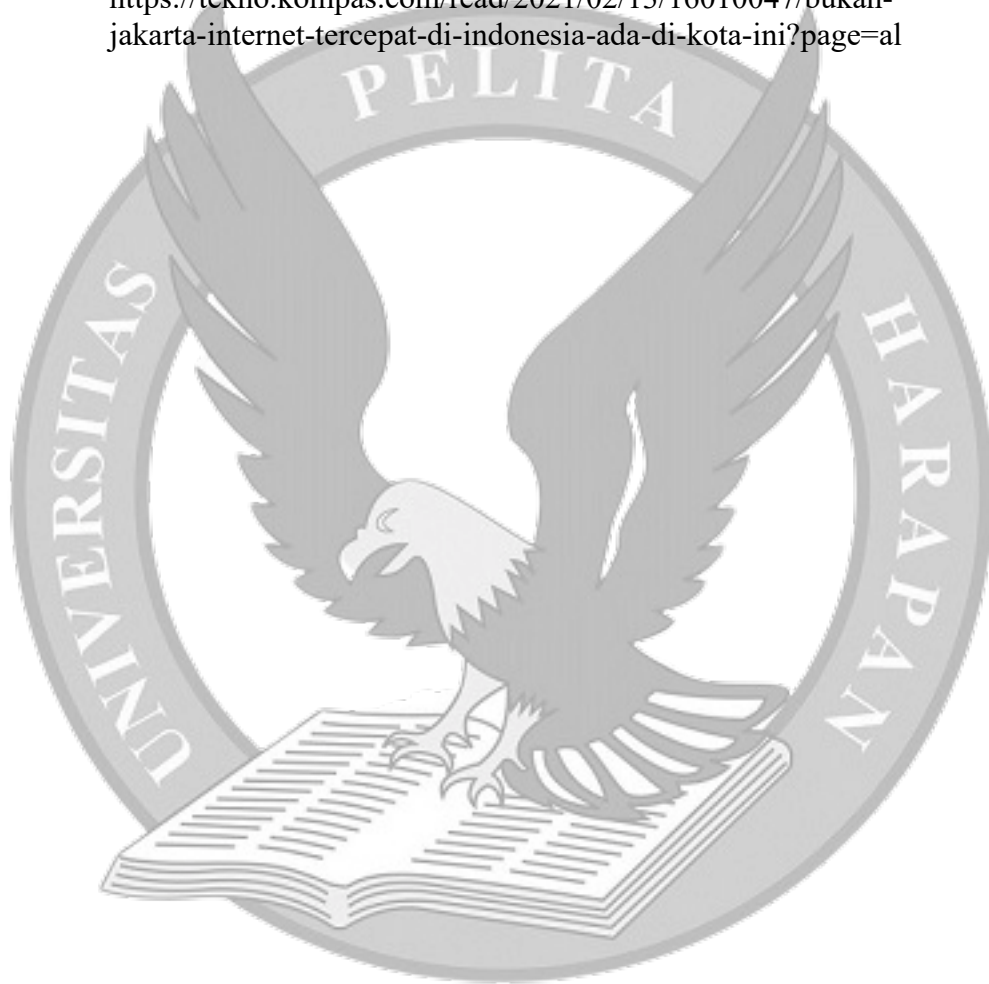 https://tekno.kompas.com/read/2021/02/15/16010047/bukan-
jakarta-internet-tercepat-di-indonesia-ada-di-kota-ini?page=al
UNIVERSITAS
PELITA
HARAPAN